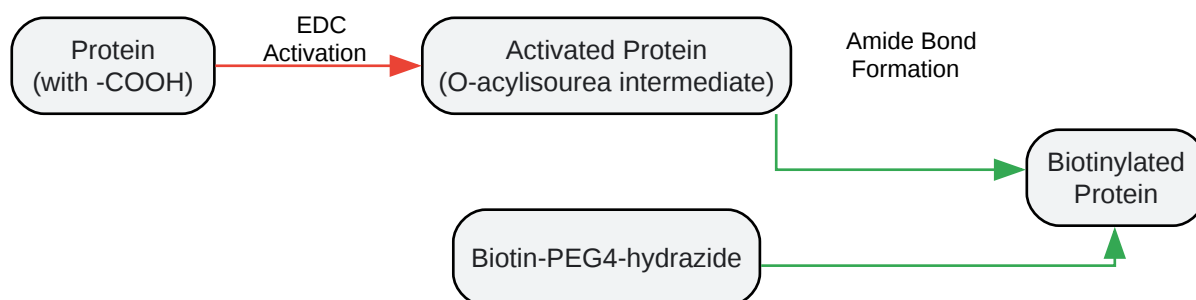 Protein
(with -COOH)
EDC
Activation
Activated Protein
(O-acylisourea intermediate)
Amide Bond
Formation
Biotinylated
Protein
Biotin-PEG4-hydrazide